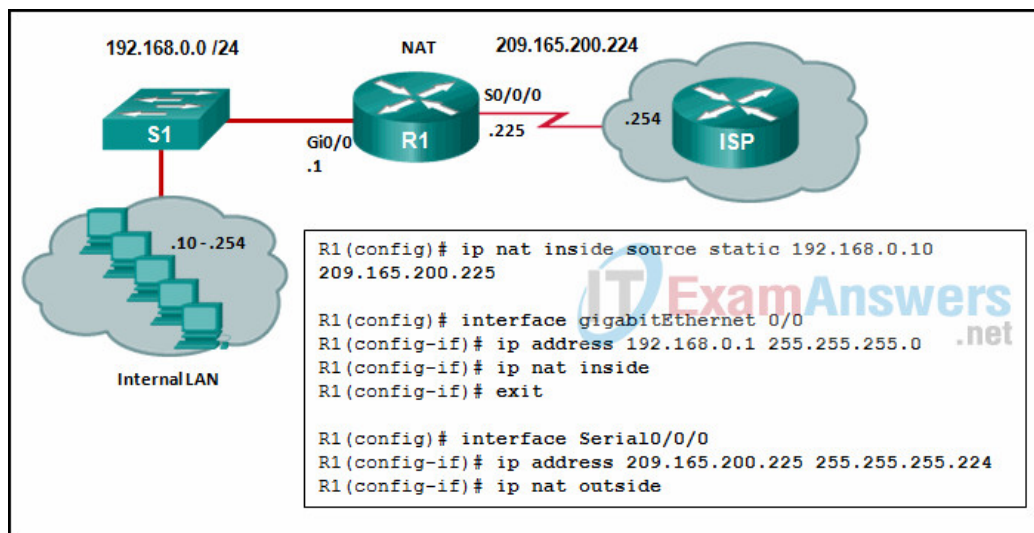 192.168.0.0 /24
NAT
209.165.200.224
S0/0/0
.225
.254
S1
Gi0/0
.1
R1
ISP
.10 - .254
Internal LAN
R1(config)# ip nat inside source static 192.168.0.10
209.165.200.225
R1(config)# interface gigabitEthernet 0/0
R1(config-if)# ip address 192.168.0.1 255.255.255.0
R1(config-if)# ip nat inside
R1(config-if)# exit
R1(config)# interface Serial0/0/0
R1(config-if)# ip address 209.165.200.225 255.255.255.224
R1(config-if)# ip nat outside
ITExamAnswers
.net